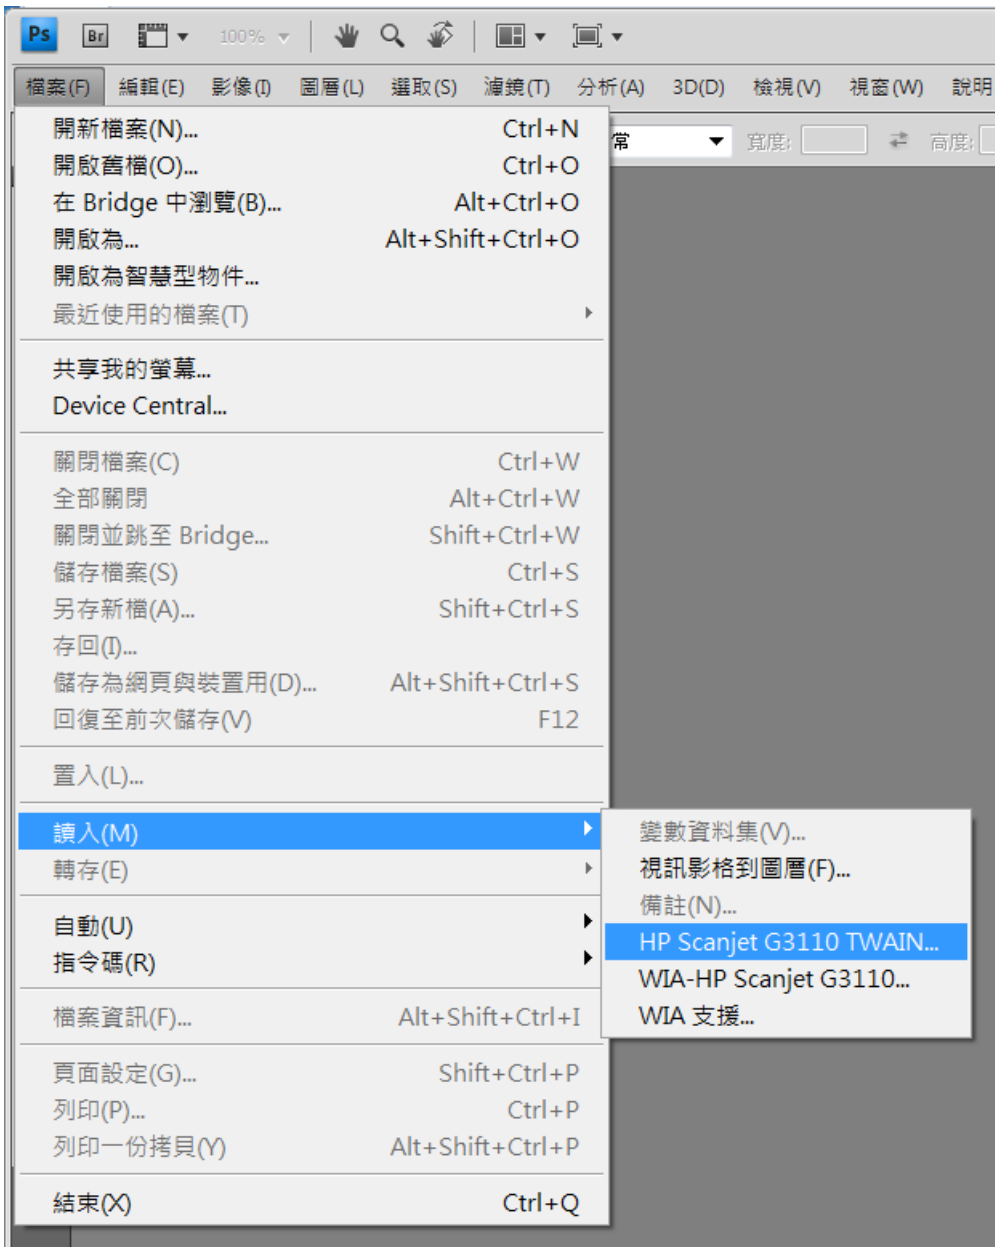 Ps Br 100%
檔案(F) 編輯(E) 影像(I) 圖層(L) 選取(S) 濾鏡(T) 分析(A) 3D(D) 檢視(V) 視窗(W) 說明
常 寬度: 高度:
開新檔案(N)... Ctrl+N
開啟舊檔(O)... Ctrl+O
在 Bridge 中瀏覽(B)... Alt+Ctrl+O
開啟為... Alt+Shift+Ctrl+O
開啟為智慧型物件...
最近使用的檔案(T)
共享我的螢幕...
Device Central...
關閉檔案(C) Ctrl+W
全部關閉 Alt+Ctrl+W
關閉並跳至 Bridge... Shift+Ctrl+W
儲存檔案(S) Ctrl+S
另存新檔(A)... Shift+Ctrl+S
存回(I)...
儲存為網頁與裝置用(D)... Alt+Shift+Ctrl+S
回復至前次儲存(V) F12
置入(L)...
讀入(M)
轉存(E)
自動(U)
指令碼(R)
檔案資訊(F)... Alt+Shift+Ctrl+I
頁面設定(G)... Shift+Ctrl+P
列印(P)... Ctrl+P
列印一份拷貝(Y) Alt+Shift+Ctrl+P
結束(X) Ctrl+Q
變數資料集(V)...
視訊影格到圖層(F)...
備註(N)...
HP Scanjet G3110 TWAIN...
WIA-HP Scanjet G3110...
WIA 支援...